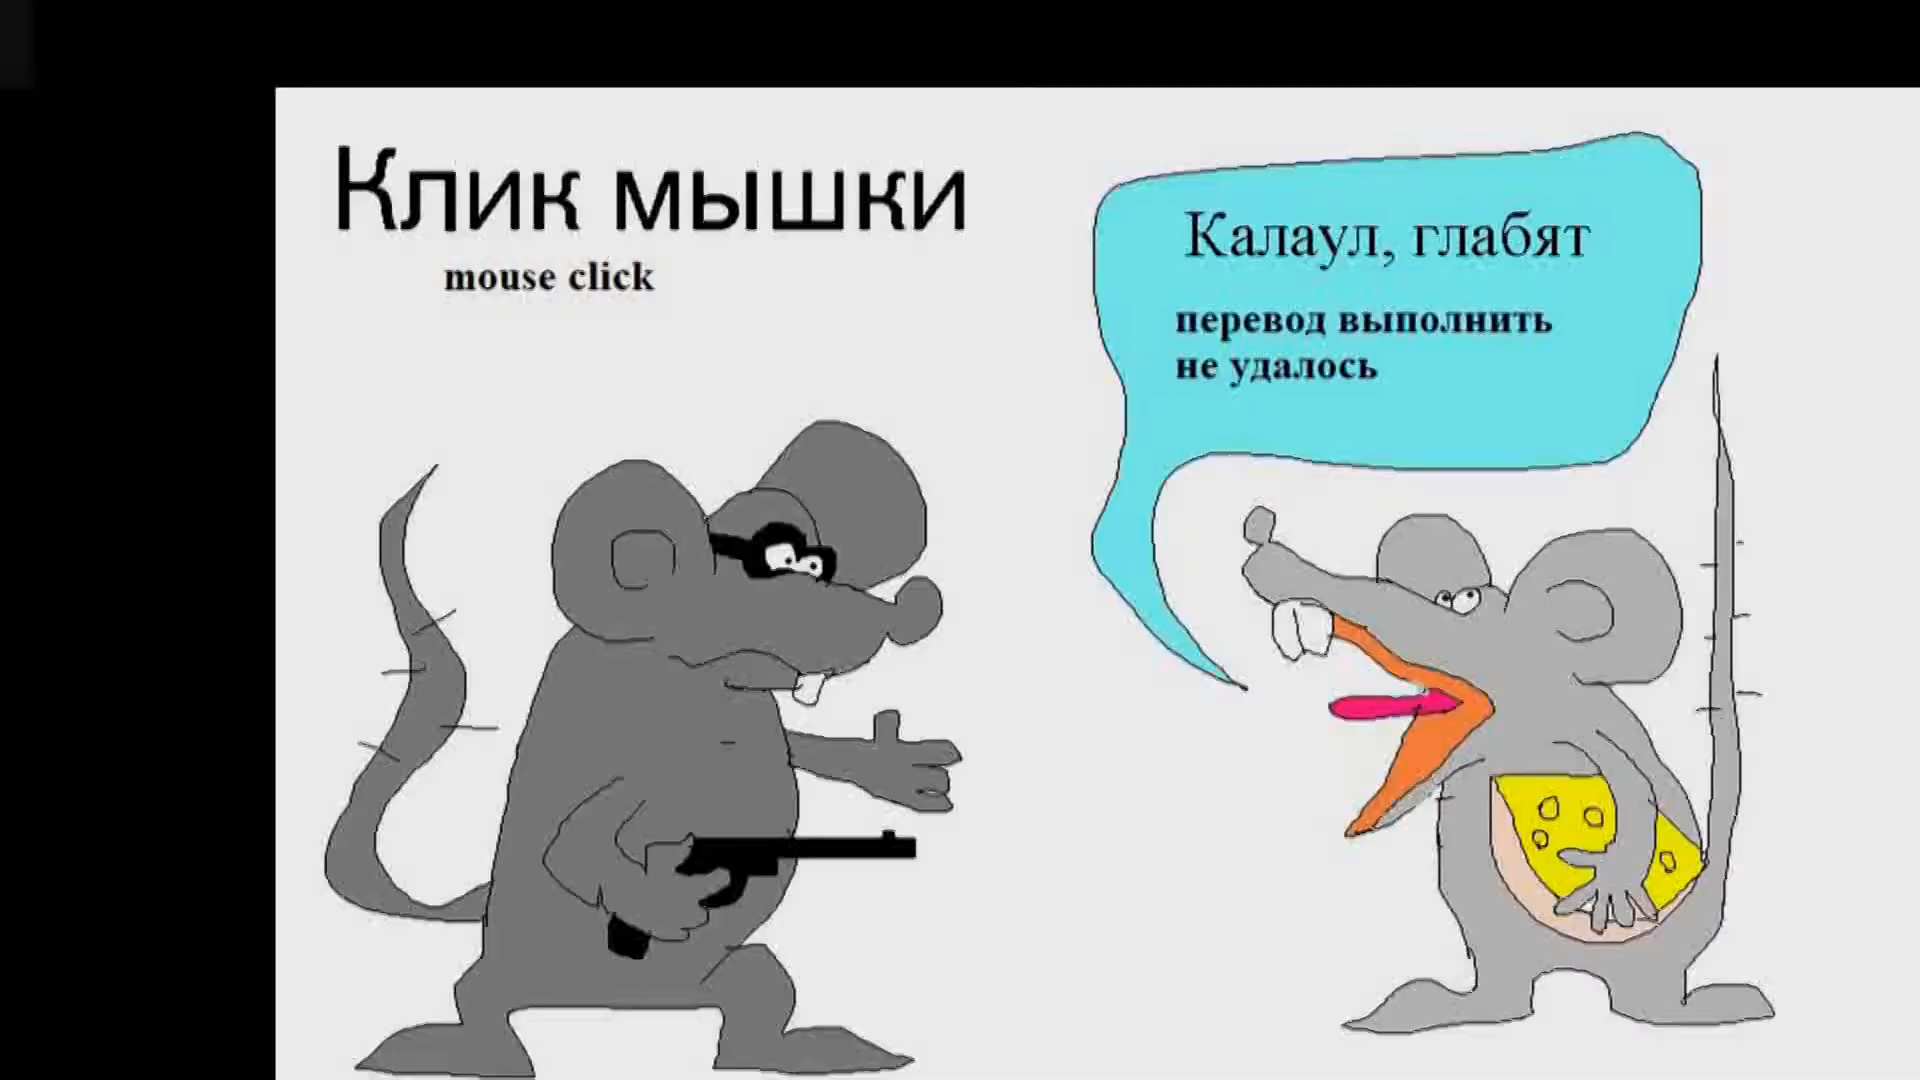 Клик мышки
mouse click
Калаул, глабят
перевод выполнить
не удалось